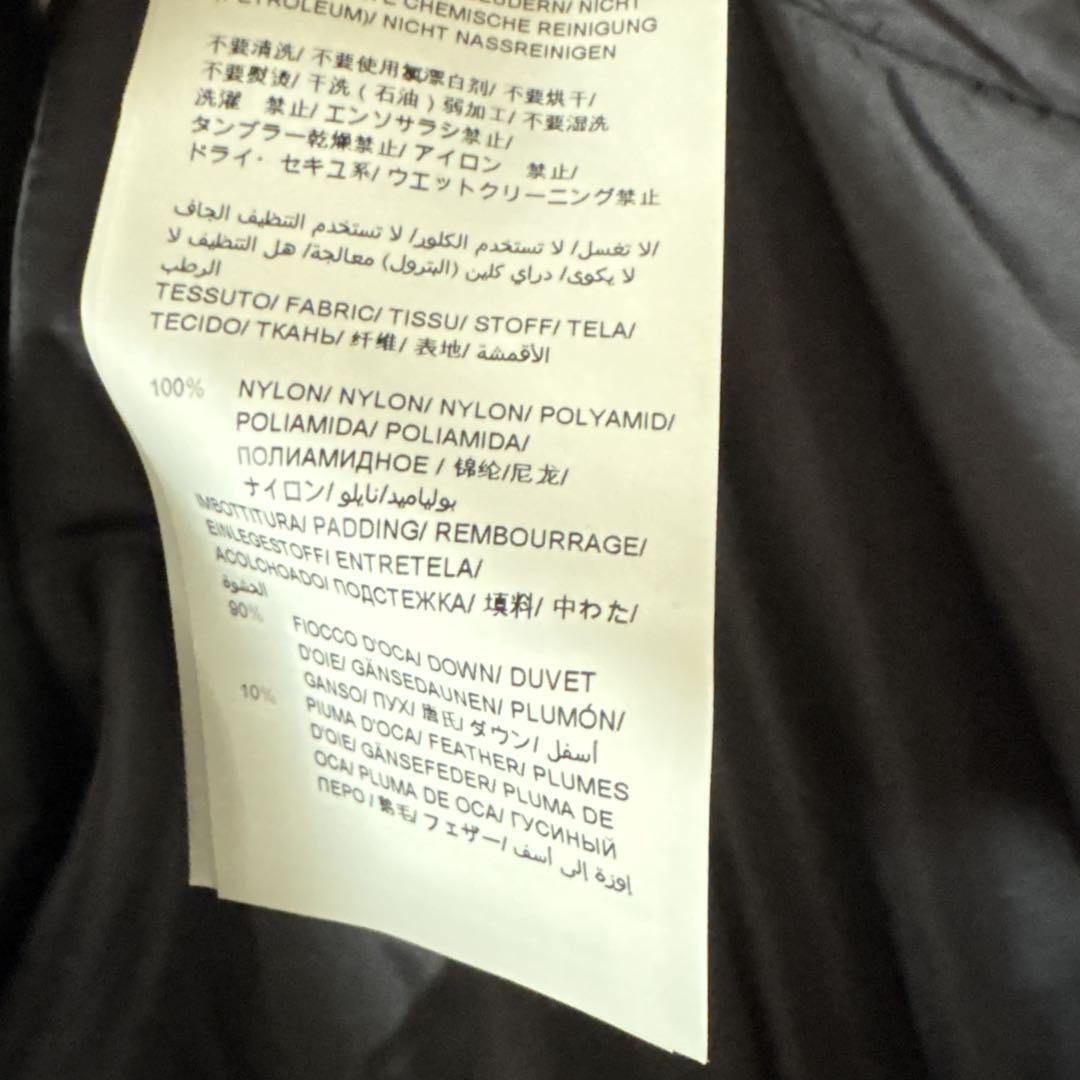 NICHT
CHEMISCHE REINIGUNG
(PETROLEUM)/ NICHT NASSREINIGEN
不要清洗/ 不要使用氯漂白剂/ 不要烘干/
不要熨烫/ 干洗 ( 石油 ) 弱加工/ 不要湿洗
洗濯 禁止/ エンソサラシ禁止/
タンブラー乾燥禁止/ アイロン 禁止/
ドライ・ セキユ系/ ウエットクリーニング禁止
لا تغسل/ لا تستخدم الكلور/ لا تستخدم التنظيف الجاف/
لا يكوى/ دراي كلين (البترول) معالجة/ هل التنظيف لا
الرطب
TESSUTO/ FABRIC/ TISSU/ STOFF/ TELA/
TECIDO/ ТКАНЬ/ 纤维/ 表地/ الأقمشة
100% NYLON/ NYLON/ NYLON/ POLYAMID/
POLIAMIDA/ POLIAMIDA/
ПОЛИАМИДНОЕ / 锦纶/尼龙/
ナイロン/ بولياميد/نايلو
IMBOTTITURA/ PADDING/ REMBOURRAGE/
EINLEGESTOFF/ ENTRETELA/
ACOLCHOADO/ ПОДСТЕЖКА/ 填料/ 中わた/
الحشوة
90% FIOCCO D'OCA/ DOWN/ DUVET
D'OIE/ GÄNSEDAUNEN/ PLUMÓN/
GANSO/ ПУХ/ 唐氏/ ダウン/ أسفل
10% PIUMA D'OCA/ FEATHER/ PLUMES
D'OIE/ GÄNSEFEDER/ PLUMA DE
OCA/ PLUMA DE OCA/ ГУСИНЫЙ
ПЕРО / 鹅毛/ フェザー/ إوزة إلى أسف